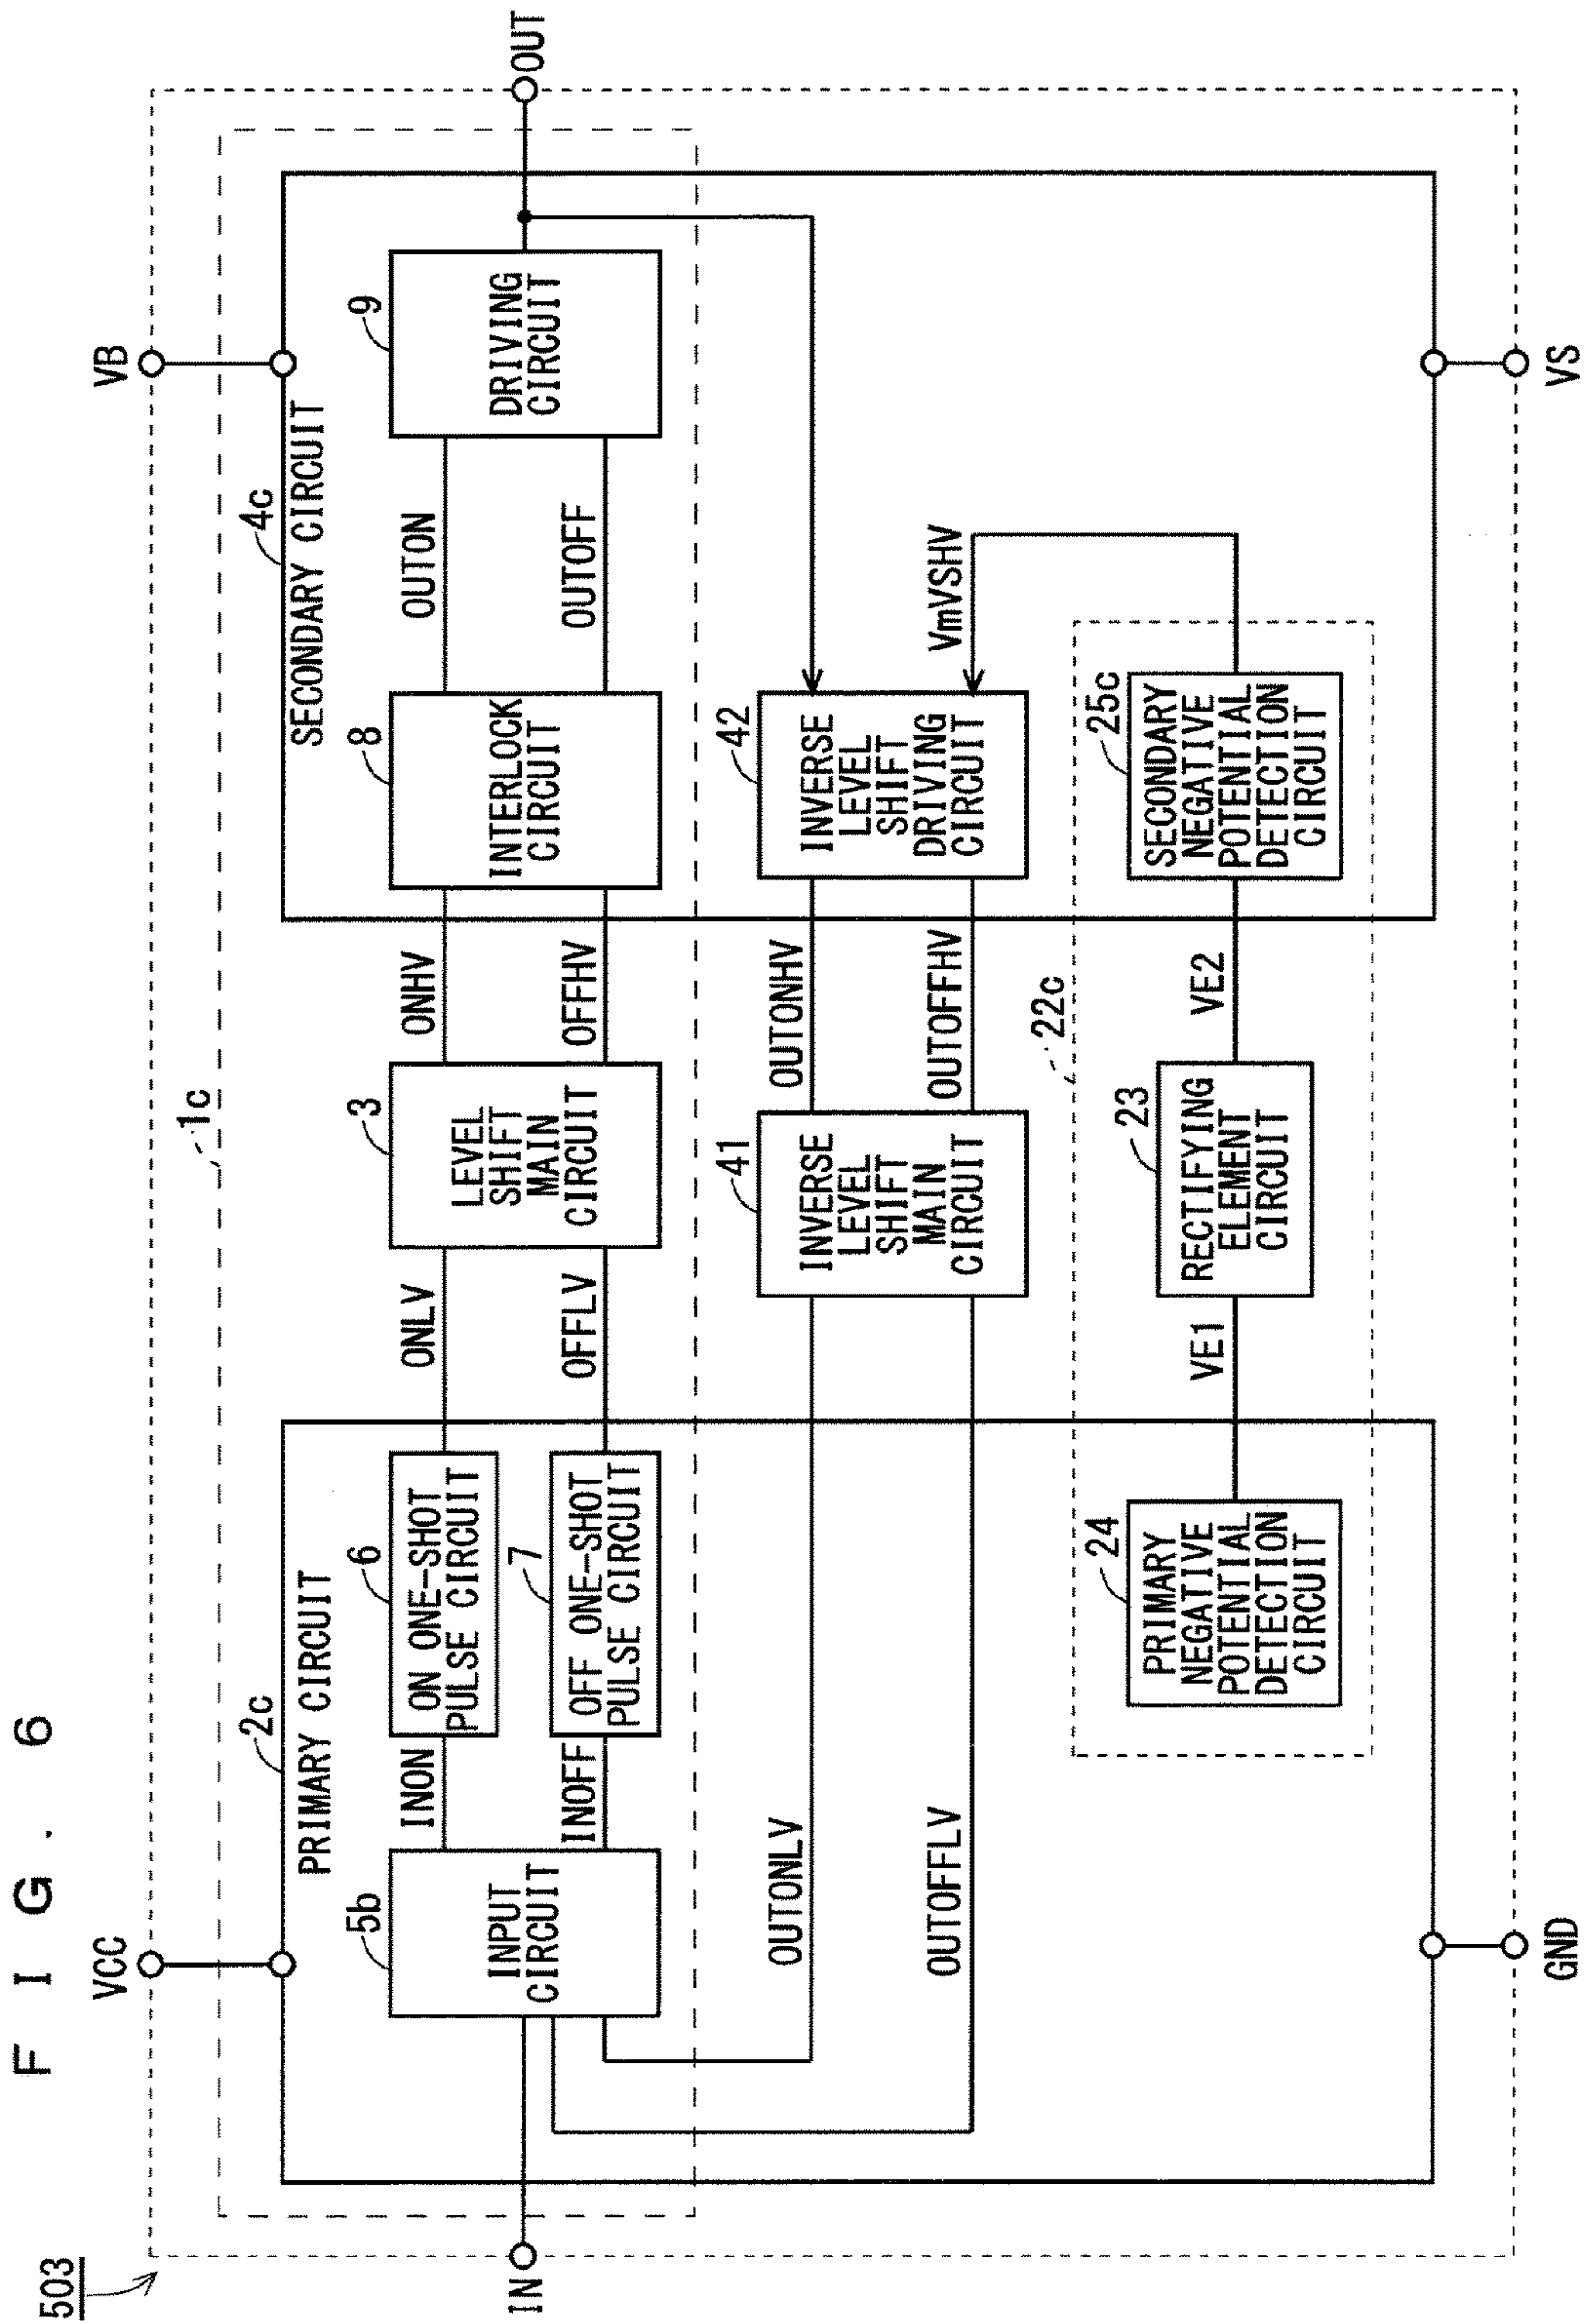 FIG. 6
503
VCC
VB
1c
2c
PRIMARY CIRCUIT
4c
SECONDARY CIRCUIT
IN
5b
INPUT
CIRCUIT
INON
INOFF
6
ON ONE-SHOT
PULSE CIRCUIT
7
OFF ONE-SHOT
PULSE CIRCUIT
ONLV
OFFLV
3
LEVEL
SHIFT
MAIN
CIRCUIT
ONHV
OFFHV
8
INTERLOCK
CIRCUIT
OUTON
OUTOFF
9
DRIVING
CIRCUIT
OUT
OUTONLV
OUTOFFLV
41
INVERSE
LEVEL
SHIFT
MAIN
CIRCUIT
OUTONHV
OUTOFFHV
42
INVERSE
LEVEL
SHIFT
DRIVING
CIRCUIT
VmVSHV
22c
24
PRIMARY
NEGATIVE
POTENTIAL
DETECTION
CIRCUIT
VE1
23
RECTIFYING
ELEMENT
CIRCUIT
VE2
25c
SECONDARY
NEGATIVE
POTENTIAL
DETECTION
CIRCUIT
GND
VS